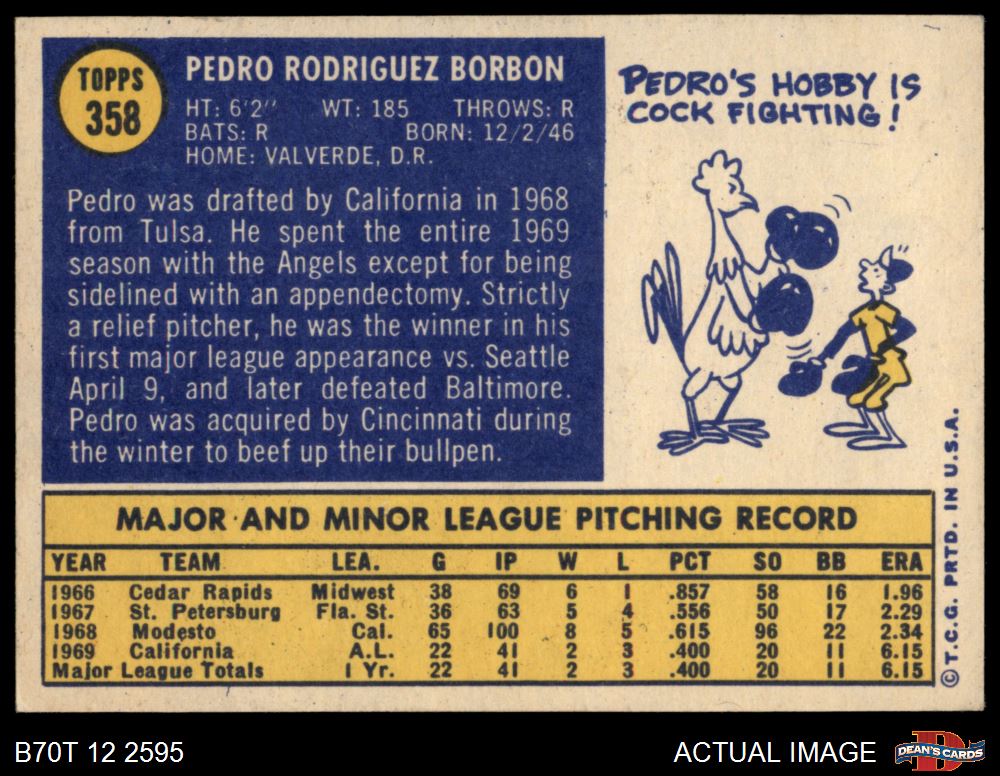 TOPPS
358
PEDRO RODRIGUEZ BORBON
HT: 6'2" WT: 185 THROWS: R
BATS: R BORN: 12/2/46
HOME: VALVERDE, D.R.
Pedro was drafted by California in 1968
from Tulsa. He spent the entire 1969
season with the Angels except for being
sidelined with an appendectomy. Strictly
a relief pitcher, he was the winner in his
first major league appearance vs. Seattle
April 9, and later defeated Baltimore.
Pedro was acquired by Cincinnati during
the winter to beef up their bullpen.
PEDRO'S HOBBY IS
COCK FIGHTING!
MAJOR AND MINOR LEAGUE PITCHING RECORD
YEAR TEAM LEA. G IP W L PCT SO BB ERA
1966 Cedar Rapids Midwest 38 69 6 1 .857 58 16 1.96
1967 St. Petersburg Fla. St. 36 63 5 4 .556 50 17 2.29
1968 Modesto Cal. 65 100 8 5 .615 96 22 2.34
1969 California A.L. 22 41 2 3 .400 20 11 6.15
Major League Totals 1 Yr. 22 41 2 3 .400 20 11 6.15
© T.C.G. PRTD. IN U.S.A.
B70T 12 2595
ACTUAL IMAGE
D
DEAN'S CARDS